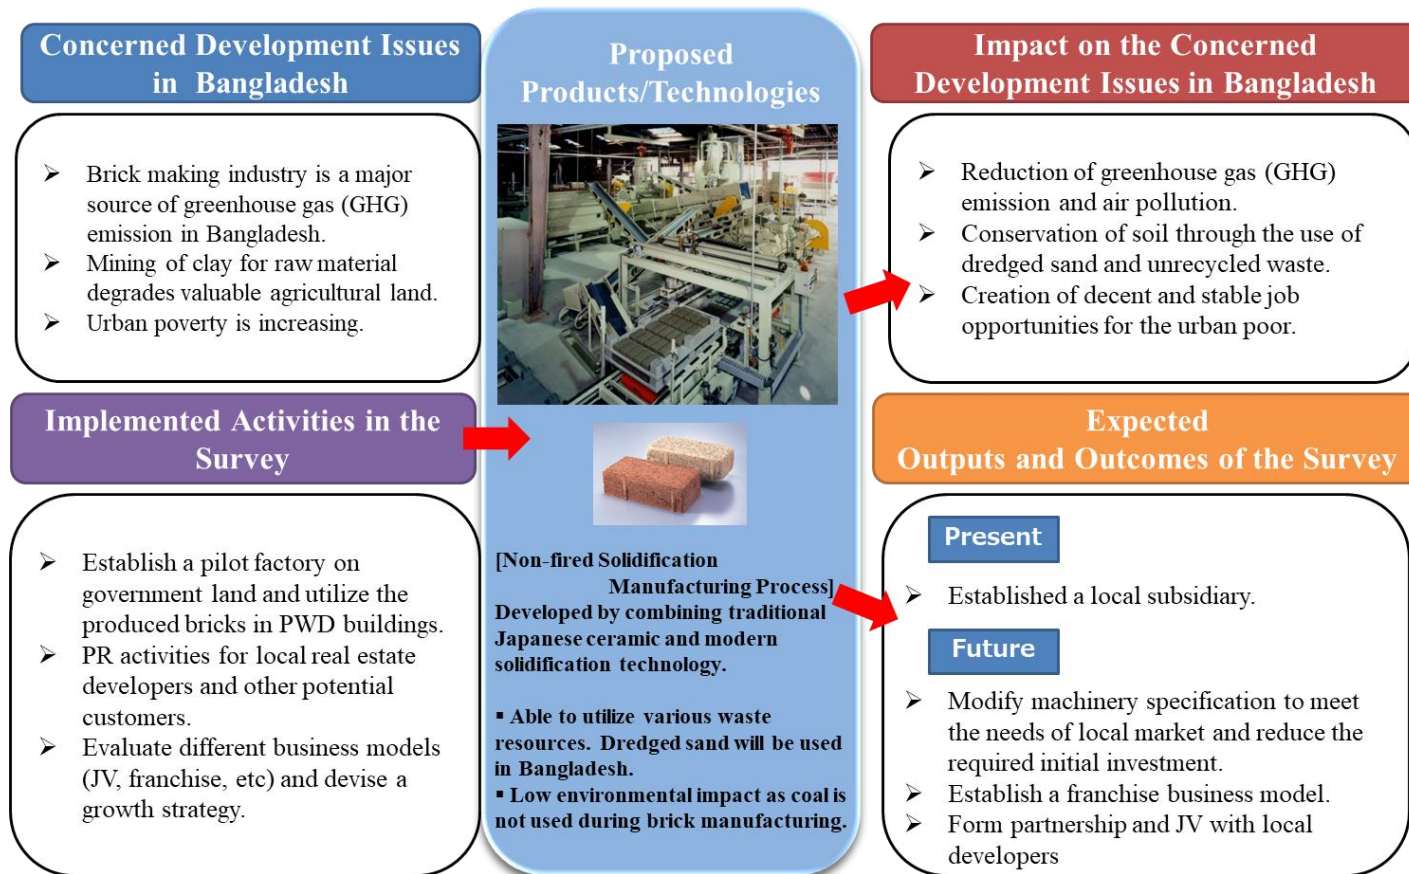 Concerned Development Issues
in Bangladesh
➢ Brick making industry is a major
source of greenhouse gas (GHG)
emission in Bangladesh.
➢ Mining of clay for raw material
degrades valuable agricultural land.
➢ Urban poverty is increasing.
Implemented Activities in the
Survey
➢ Establish a pilot factory on
government land and utilize the
produced bricks in PWD buildings.
➢ PR activities for local real estate
developers and other potential
customers.
➢ Evaluate different business models
(JV, franchise, etc) and devise a
growth strategy.
Proposed
Products/Technologies
[Non-fired Solidification
Manufacturing Process]
Developed by combining traditional
Japanese ceramic and modern
solidification technology.
▪ Able to utilize various waste
resources. Dredged sand will be used
in Bangladesh.
▪ Low environmental impact as coal is
not used during brick manufacturing.
Impact on the Concerned
Development Issues in Bangladesh
➢ Reduction of greenhouse gas (GHG)
emission and air pollution.
➢ Conservation of soil through the use of
dredged sand and unrecycled waste.
➢ Creation of decent and stable job
opportunities for the urban poor.
Expected
Outputs and Outcomes of the Survey
Present
➢ Established a local subsidiary.
Future
➢ Modify machinery specification to meet
the needs of local market and reduce the
required initial investment.
➢ Establish a franchise business model.
➢ Form partnership and JV with local
developers